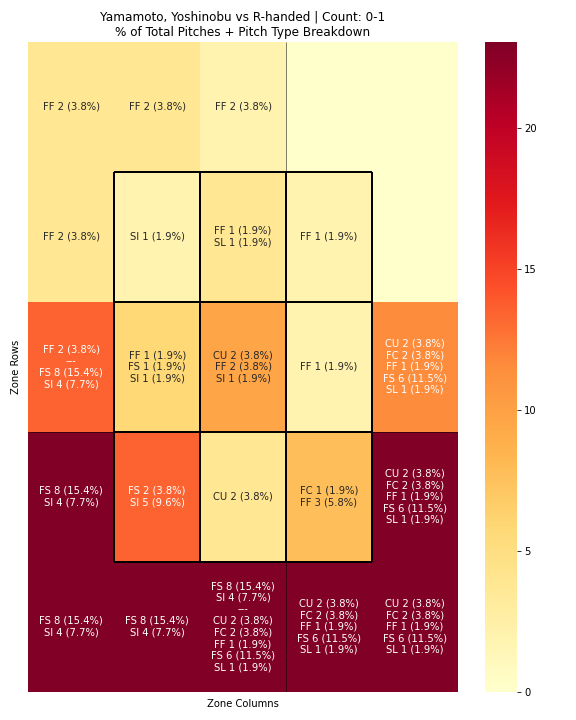 Yamamoto, Yoshinobu vs R-handed | Count: 0-1
% of Total Pitches + Pitch Type Breakdown
FF 2 (3.8%)
FF 2 (3.8%)
FF 2 (3.8%)
FF 2 (3.8%)
SI 1 (1.9%)
FF 1 (1.9%)
SL 1 (1.9%)
FF 1 (1.9%)
FF 2 (3.8%)
---
FS 8 (15.4%)
SI 4 (7.7%)
FF 1 (1.9%)
FS 1 (1.9%)
SI 1 (1.9%)
CU 2 (3.8%)
FF 2 (3.8%)
SI 1 (1.9%)
FF 1 (1.9%)
CU 2 (3.8%)
FC 2 (3.8%)
FF 1 (1.9%)
FS 6 (11.5%)
SL 1 (1.9%)
FS 8 (15.4%)
SI 4 (7.7%)
FS 2 (3.8%)
SI 5 (9.6%)
CU 2 (3.8%)
FC 1 (1.9%)
FF 3 (5.8%)
CU 2 (3.8%)
FC 2 (3.8%)
FF 1 (1.9%)
FS 6 (11.5%)
SL 1 (1.9%)
FS 8 (15.4%)
SI 4 (7.7%)
FS 8 (15.4%)
SI 4 (7.7%)
FS 8 (15.4%)
SI 4 (7.7%)
---
CU 2 (3.8%)
FC 2 (3.8%)
FF 1 (1.9%)
FS 6 (11.5%)
SL 1 (1.9%)
CU 2 (3.8%)
FC 2 (3.8%)
FF 1 (1.9%)
FS 6 (11.5%)
SL 1 (1.9%)
CU 2 (3.8%)
FC 2 (3.8%)
FF 1 (1.9%)
FS 6 (11.5%)
SL 1 (1.9%)
Zone Rows
Zone Columns
20
15
10
5
0